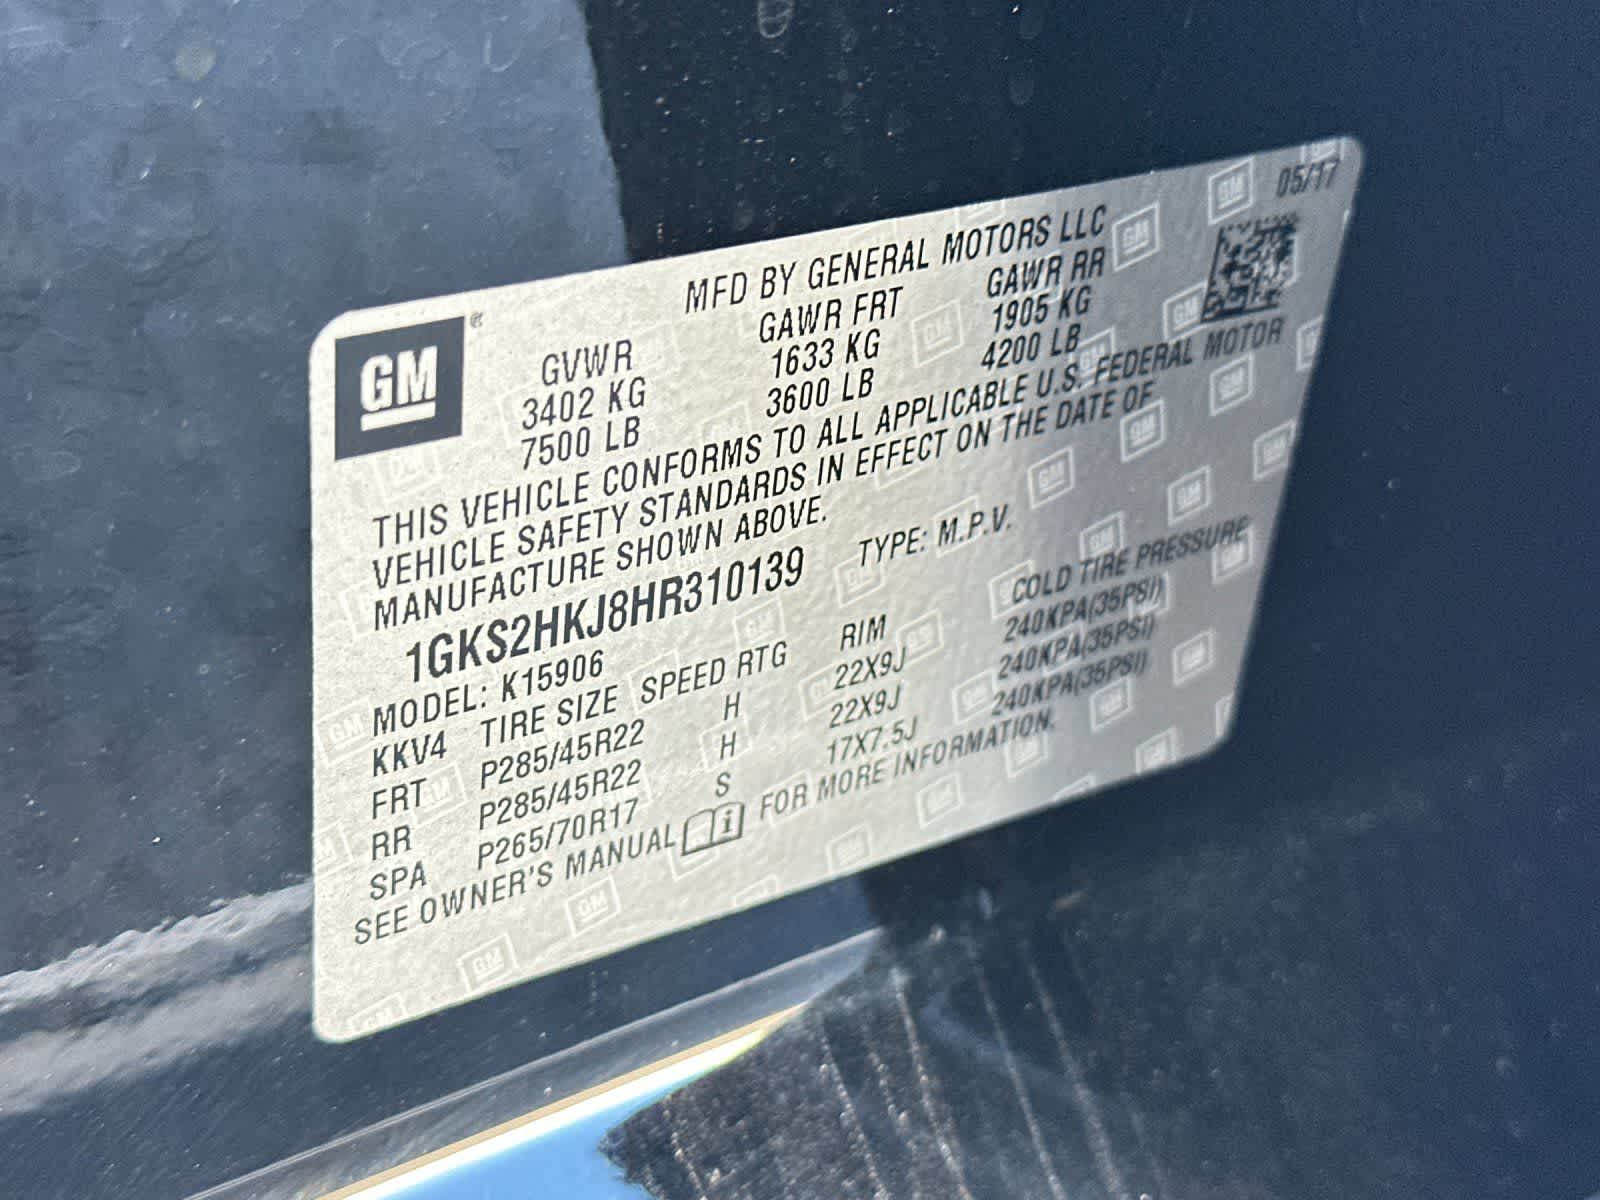 05/17
MFD BY GENERAL MOTORS LLC
GM ®
GVWR GAWR FRT GAWR RR
3402 KG 1633 KG 1905 KG
7500 LB 3600 LB 4200 LB
THIS VEHICLE CONFORMS TO ALL APPLICABLE U.S. FEDERAL MOTOR
VEHICLE SAFETY STANDARDS IN EFFECT ON THE DATE OF
MANUFACTURE SHOWN ABOVE.
1GKS2HKJ8HR310139 TYPE: M.P.V.
MODEL: K15906
KKV4 TIRE SIZE SPEED RTG RIM COLD TIRE PRESSURE
FRT P285/45R22 H 22X9J 240KPA(35PSI)
RR P285/45R22 H 22X9J 240KPA(35PSI)
SPA P265/70R17 S 17X7.5J 240KPA(35PSI)
SEE OWNER'S MANUAL FOR MORE INFORMATION.